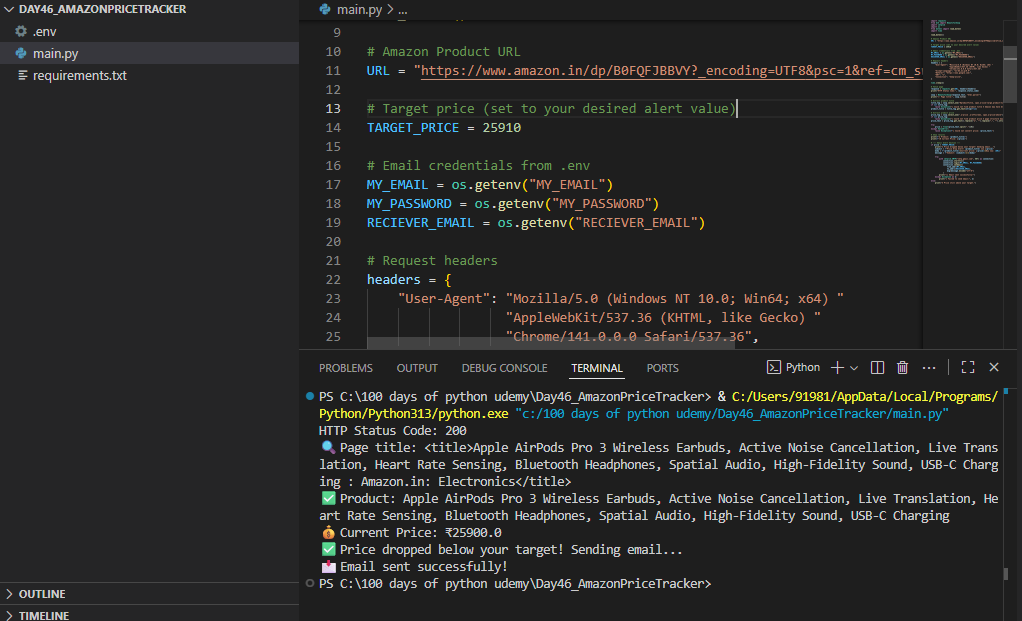 DAY46_AMAZONPRICETRACKER
.env
main.py
requirements.txt
OUTLINE
TIMELINE
main.py > ...
9
10 # Amazon Product URL
11 URL = "https://www.amazon.in/dp/B0FQFJBBVY?_encoding=UTF8&psc=1&ref=cm_s
12
13 # Target price (set to your desired alert value)
14 TARGET_PRICE = 25910
15
16 # Email credentials from .env
17 MY_EMAIL = os.getenv("MY_EMAIL")
18 MY_PASSWORD = os.getenv("MY_PASSWORD")
19 RECIEVER_EMAIL = os.getenv("RECIEVER_EMAIL")
20
21 # Request headers
22 headers = {
23 "User-Agent": "Mozilla/5.0 (Windows NT 10.0; Win64; x64) "
24 "AppleWebKit/537.36 (KHTML, like Gecko) "
25 "Chrome/141.0.0.0 Safari/537.36",
PROBLEMS OUTPUT DEBUG CONSOLE TERMINAL PORTS Python
PS C:\100 days of python udemy\Day46_AmazonPriceTracker> & C:/Users/91981/AppData/Local/Programs/
Python/Python313/python.exe "c:/100 days of python udemy/Day46_AmazonPriceTracker/main.py"
HTTP Status Code: 200
🔍 Page title: <title>Apple AirPods Pro 3 Wireless Earbuds, Active Noise Cancellation, Live Trans
lation, Heart Rate Sensing, Bluetooth Headphones, Spatial Audio, High-Fidelity Sound, USB-C Charg
ing : Amazon.in: Electronics</title>
✅ Product: Apple AirPods Pro 3 Wireless Earbuds, Active Noise Cancellation, Live Translation, He
art Rate Sensing, Bluetooth Headphones, Spatial Audio, High-Fidelity Sound, USB-C Charging
💰 Current Price: ₹25900.0
✅ Price dropped below your target! Sending email...
📩 Email sent successfully!
PS C:\100 days of python udemy\Day46_AmazonPriceTracker>